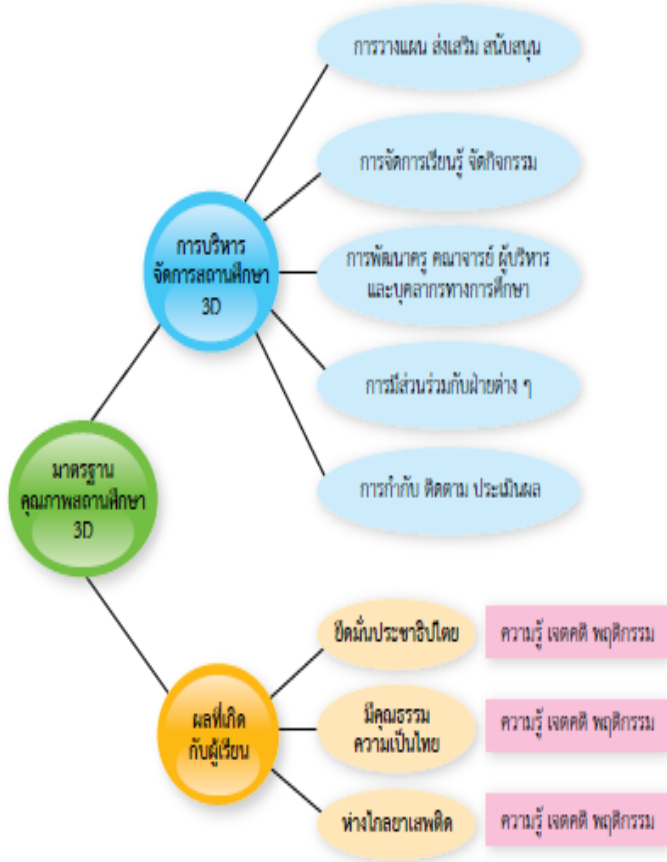 การวางแผน ส่งเสริม สนับสนุน
การจัดการเรียนรู้ จัดกิจกรรม
การบริหาร
จัดการสถานศึกษา
3D
การพัฒนาครู คณาจารย์ ผู้บริหาร
และบุคลากรทางการศึกษา
การมีส่วนร่วมกับฝ่ายต่าง ๆ
การกำกับ ติดตาม ประเมินผล
มาตรฐาน
คุณภาพสถานศึกษา
3D
ยึดมั่นประชาธิปไตย
ความรู้ เจตคติ พฤติกรรม
ผลที่เกิด
กับผู้เรียน
มีคุณธรรม
ความเป็นไทย
ความรู้ เจตคติ พฤติกรรม
ห่างไกลยาเสพติด
ความรู้ เจตคติ พฤติกรรม